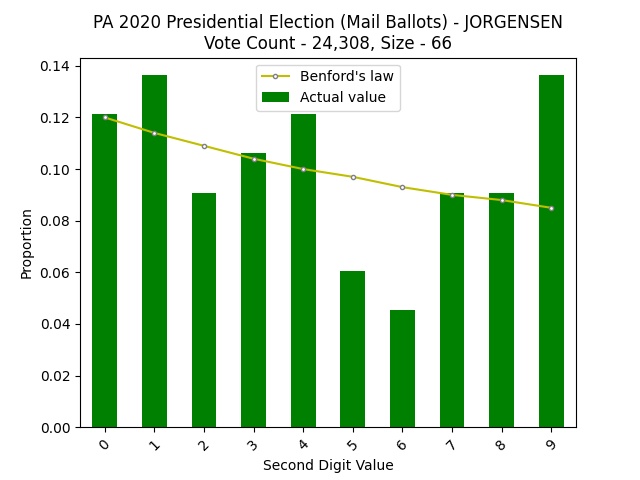 PA 2020 Presidential Election (Mail Ballots) - JORGENSEN
Vote Count - 24,308, Size - 66
Benford's law
Actual value
0.14
0.12
0.10
0.08
0.06
0.04
0.02
0.00
Proportion
0 1 2 3 4 5 6 7 8 9
Second Digit Value